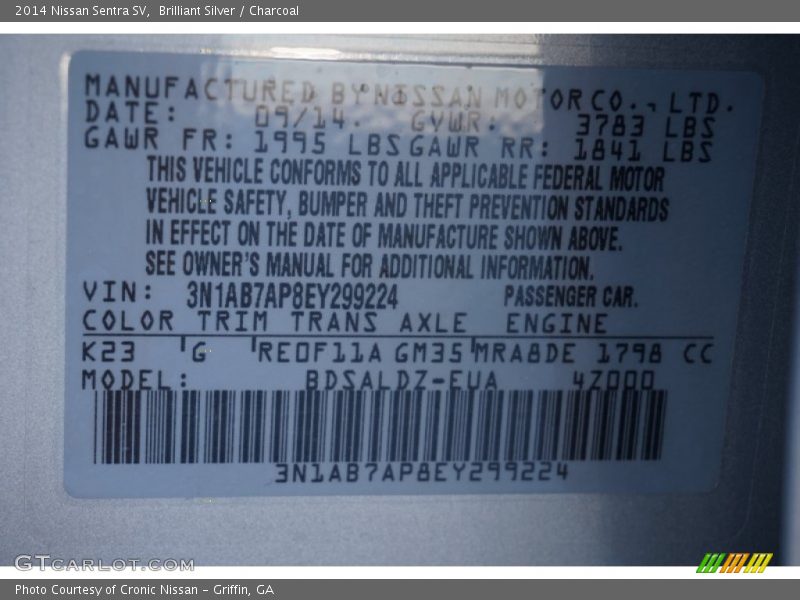 2014 Nissan Sentra SV, Brilliant Silver / Charcoal
MANUFACTURED BY NISSAN MOTOR CO., LTD.
DATE: 09/14. GVWR: 3783 LBS
GAWR FR: 1995 LBS GAWR RR: 1841 LBS
THIS VEHICLE CONFORMS TO ALL APPLICABLE FEDERAL MOTOR
VEHICLE SAFETY, BUMPER AND THEFT PREVENTION STANDARDS
IN EFFECT ON THE DATE OF MANUFACTURE SHOWN ABOVE.
SEE OWNER'S MANUAL FOR ADDITIONAL INFORMATION.
VIN: 3N1AB7AP8EY299224 PASSENGER CAR.
COLOR TRIM TRANS AXLE ENGINE
K23 G RE0F11A GM35 MRA8DE 1798 CC
MODEL: BDSALDZ-EUA 4Z000
3N1AB7AP8EY299224
GTCARLOT.COM
Photo Courtesy of Cronic Nissan - Griffin, GA